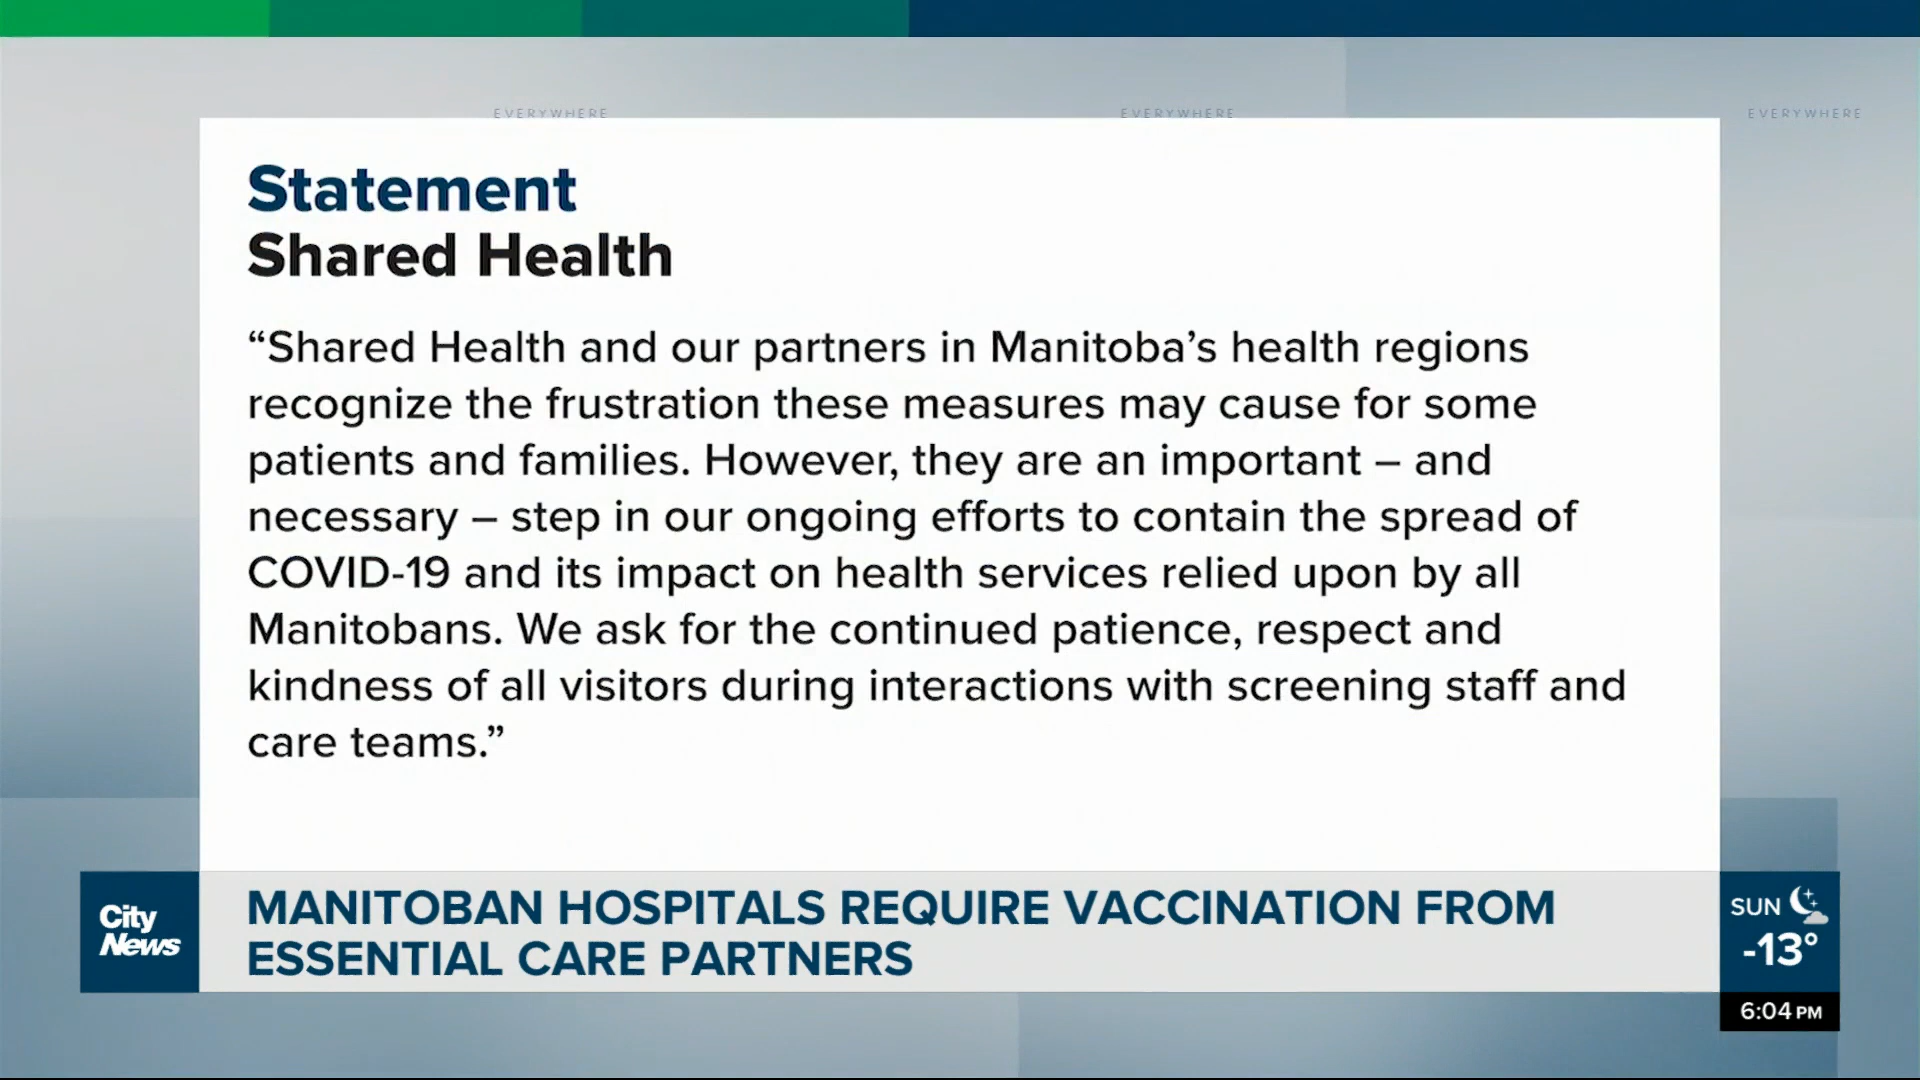 EVERYWHERE EVERYWHERE EVERYWHERE
Statement
Shared Health
“Shared Health and our partners in Manitoba’s health regions
recognize the frustration these measures may cause for some
patients and families. However, they are an important – and
necessary – step in our ongoing efforts to contain the spread of
COVID-19 and its impact on health services relied upon by all
Manitobans. We ask for the continued patience, respect and
kindness of all visitors during interactions with screening staff and
care teams.”
City
News
MANITOBAN HOSPITALS REQUIRE VACCINATION FROM
ESSENTIAL CARE PARTNERS
SUN
-13°
6:04 PM